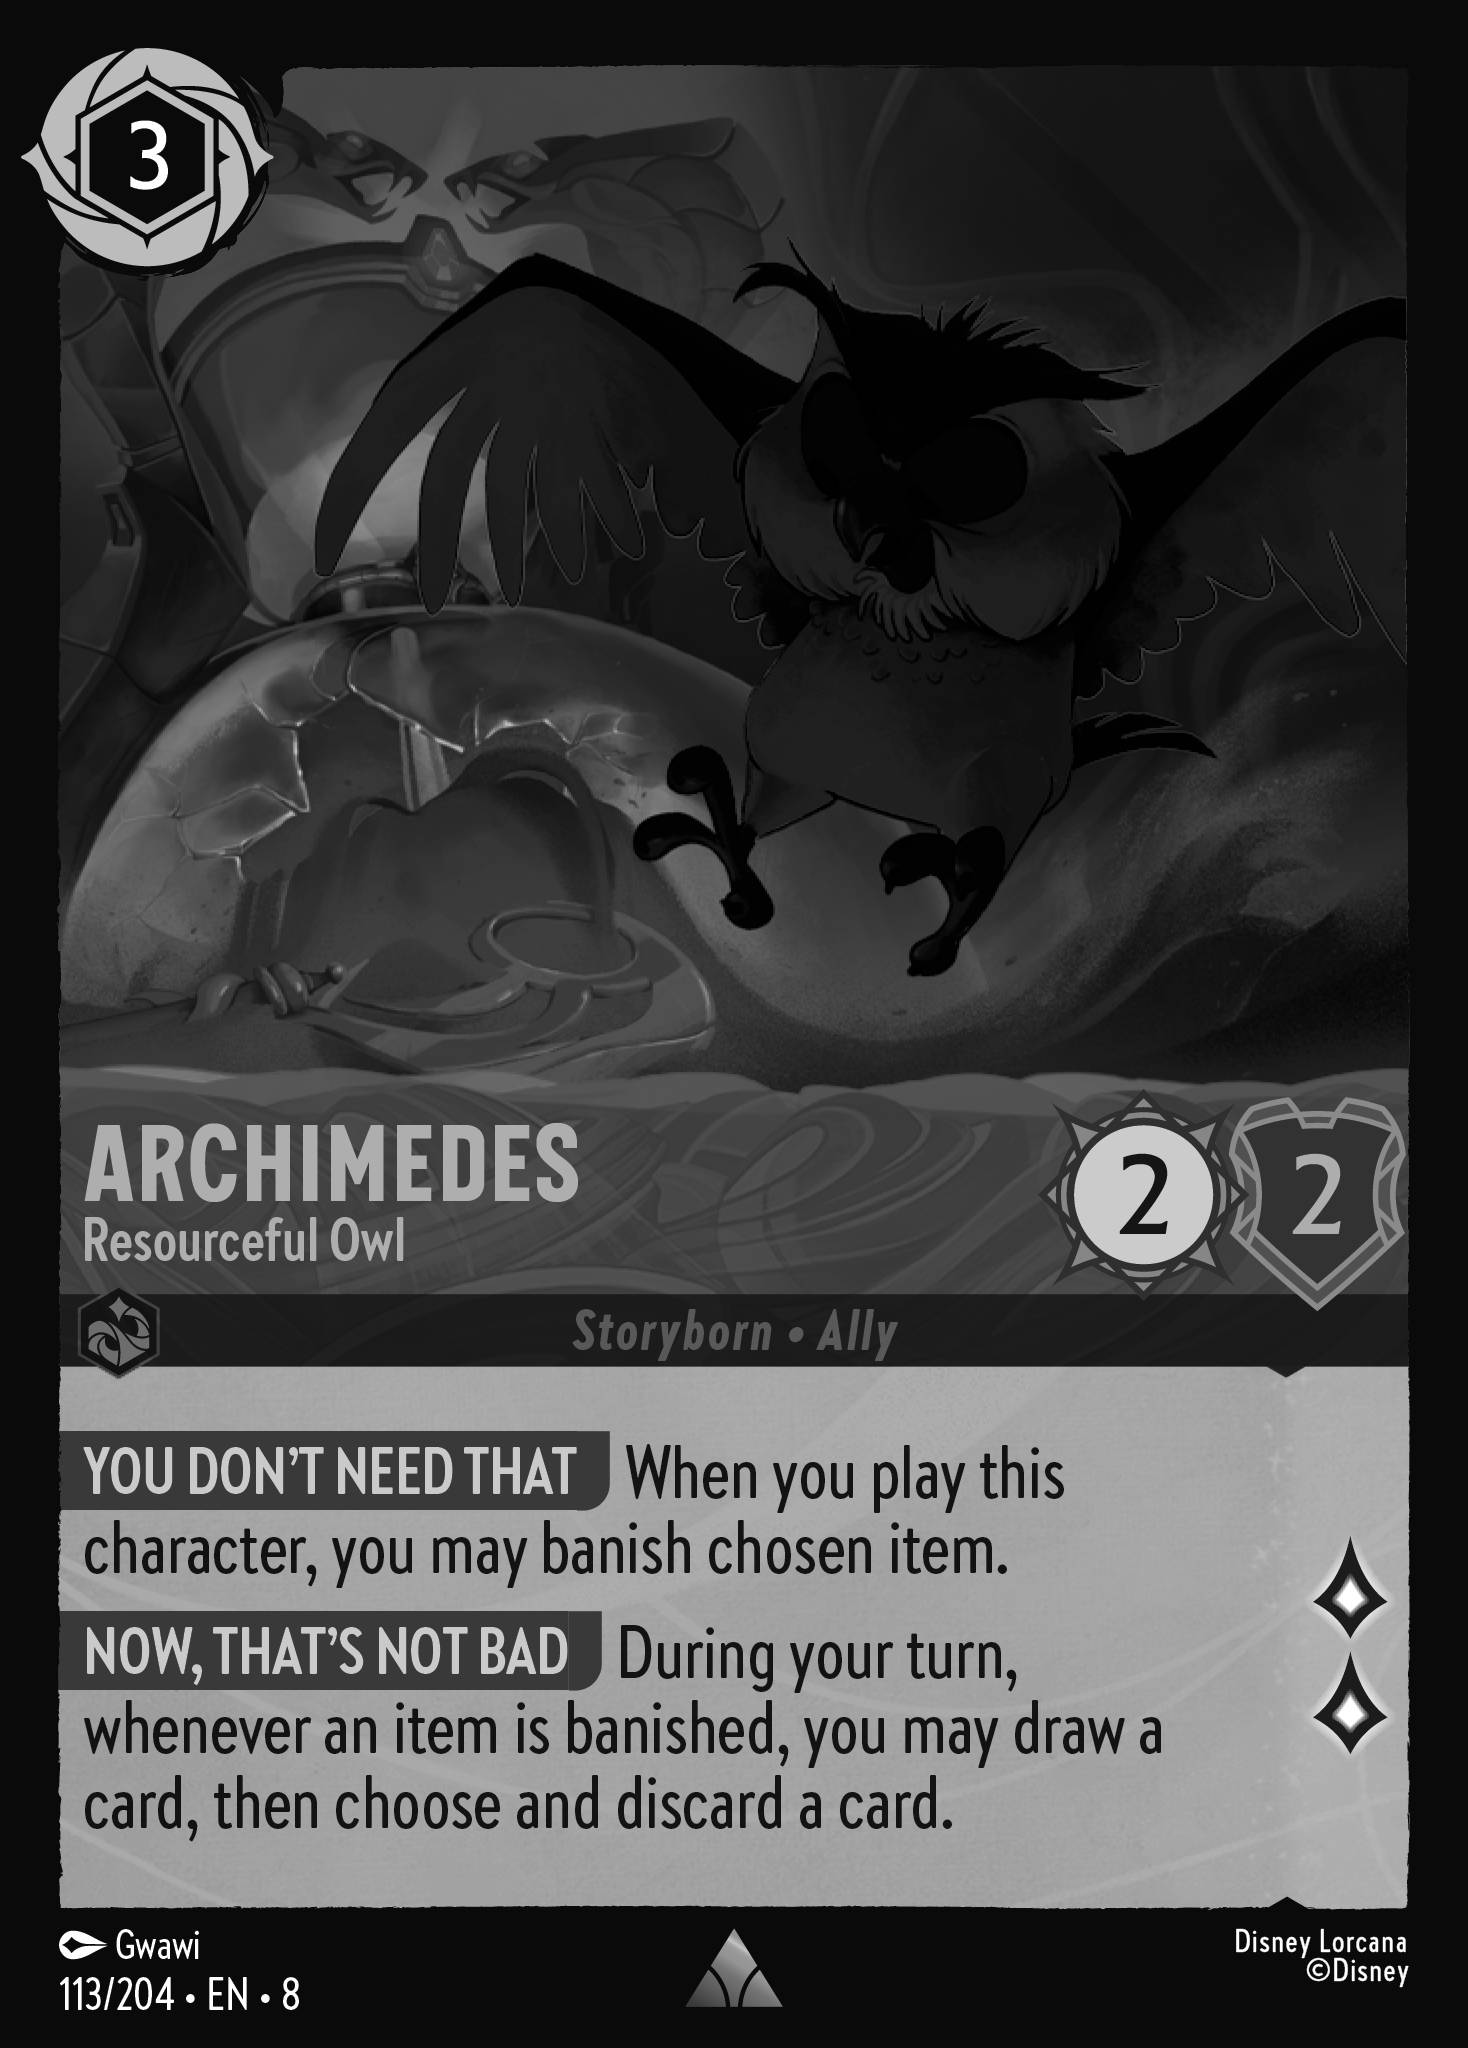 3
ARCHIMEDES
Resourceful Owl
2 2
Storyborn • Ally
YOU DON'T NEED THAT When you play this
character, you may banish chosen item.
NOW, THAT'S NOT BAD During your turn,
whenever an item is banished, you may draw a
card, then choose and discard a card.
Gwawi
113/204 • EN • 8
Disney Lorcana
©Disney